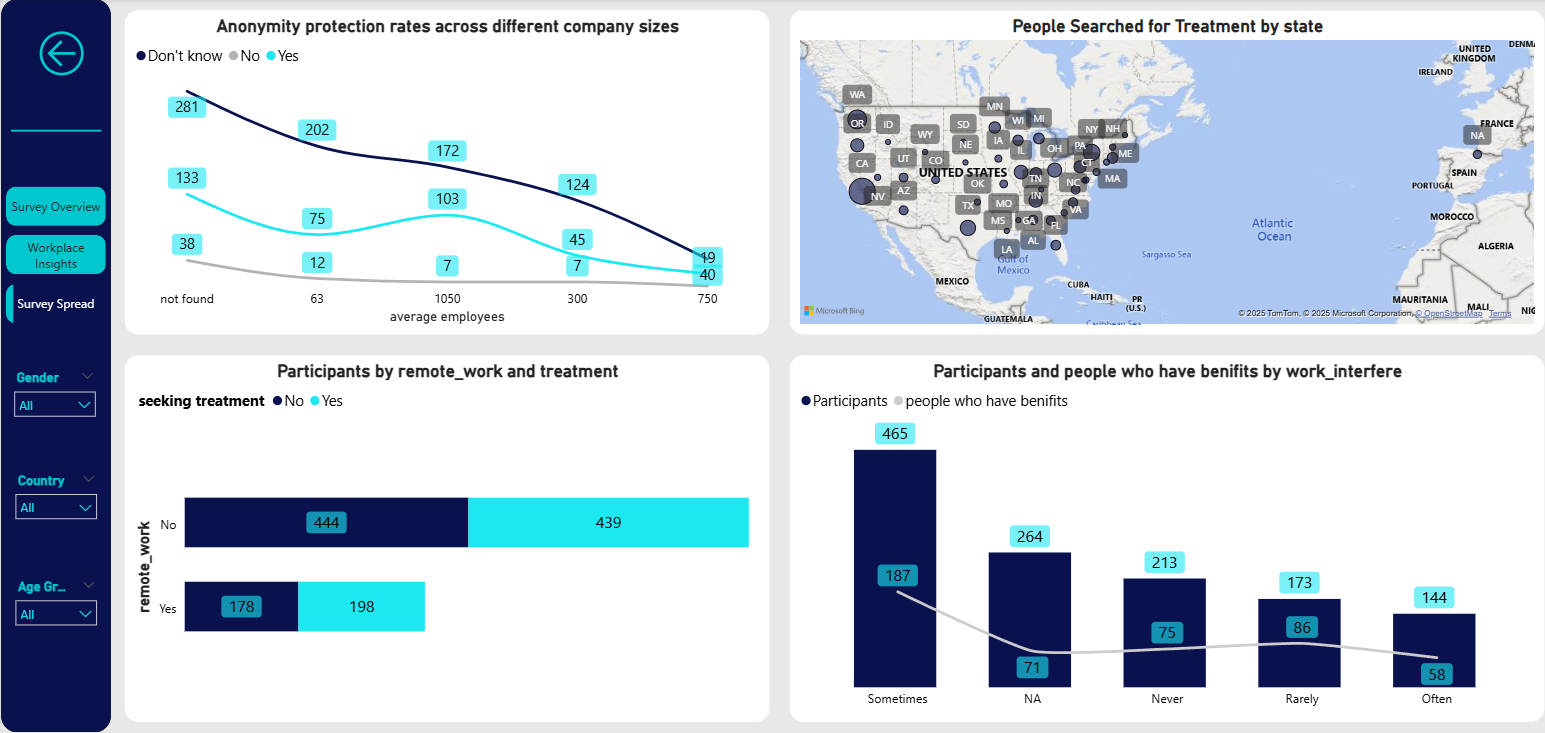 Survey Overview
Workplace
Insights
Survey Spread
Gender
All
Country
All
Age Gr...
All
Anonymity protection rates across different company sizes
Don't know No Yes
281
202
172
124
19
133
75
103
45
40
38
12
7
7
not found 63 1050 300 750
average employees
People Searched for Treatment by state
UNITED
KINGDOM
DENMA
IRELAND
FRANCE
NA
SPAIN
PORTUGAL
MOROCCO
ALGERIA
MAURITANIA
MALI
NIG
Atlantic
Ocean
Sargasso Sea
WA
OR
ID
MN
WI
MI
SD
WY
NE
IA
IL
OH
PA
NY
NH
ME
CT
MA
CA
UT
CO
UNITED STATES
NV
AZ
OK
TN
IN
NC
VA
TX
MO
MS
GA
FL
AL
LA
Gulf of
Mexico
MEXICO
CUBA
HAITI
PR
(U.S.)
GUATEMALA
Caribbean Sea
Microsoft Bing
© 2025 TomTom, © 2025 Microsoft Corporation, © OpenStreetMap Terms
Participants by remote_work and treatment
seeking treatment No Yes
remote_work
No 444 439
Yes 178 198
Participants and people who have benifits by work_interfere
Participants people who have benifits
465
264
213
173
144
187
71
75
86
58
Sometimes NA Never Rarely Often